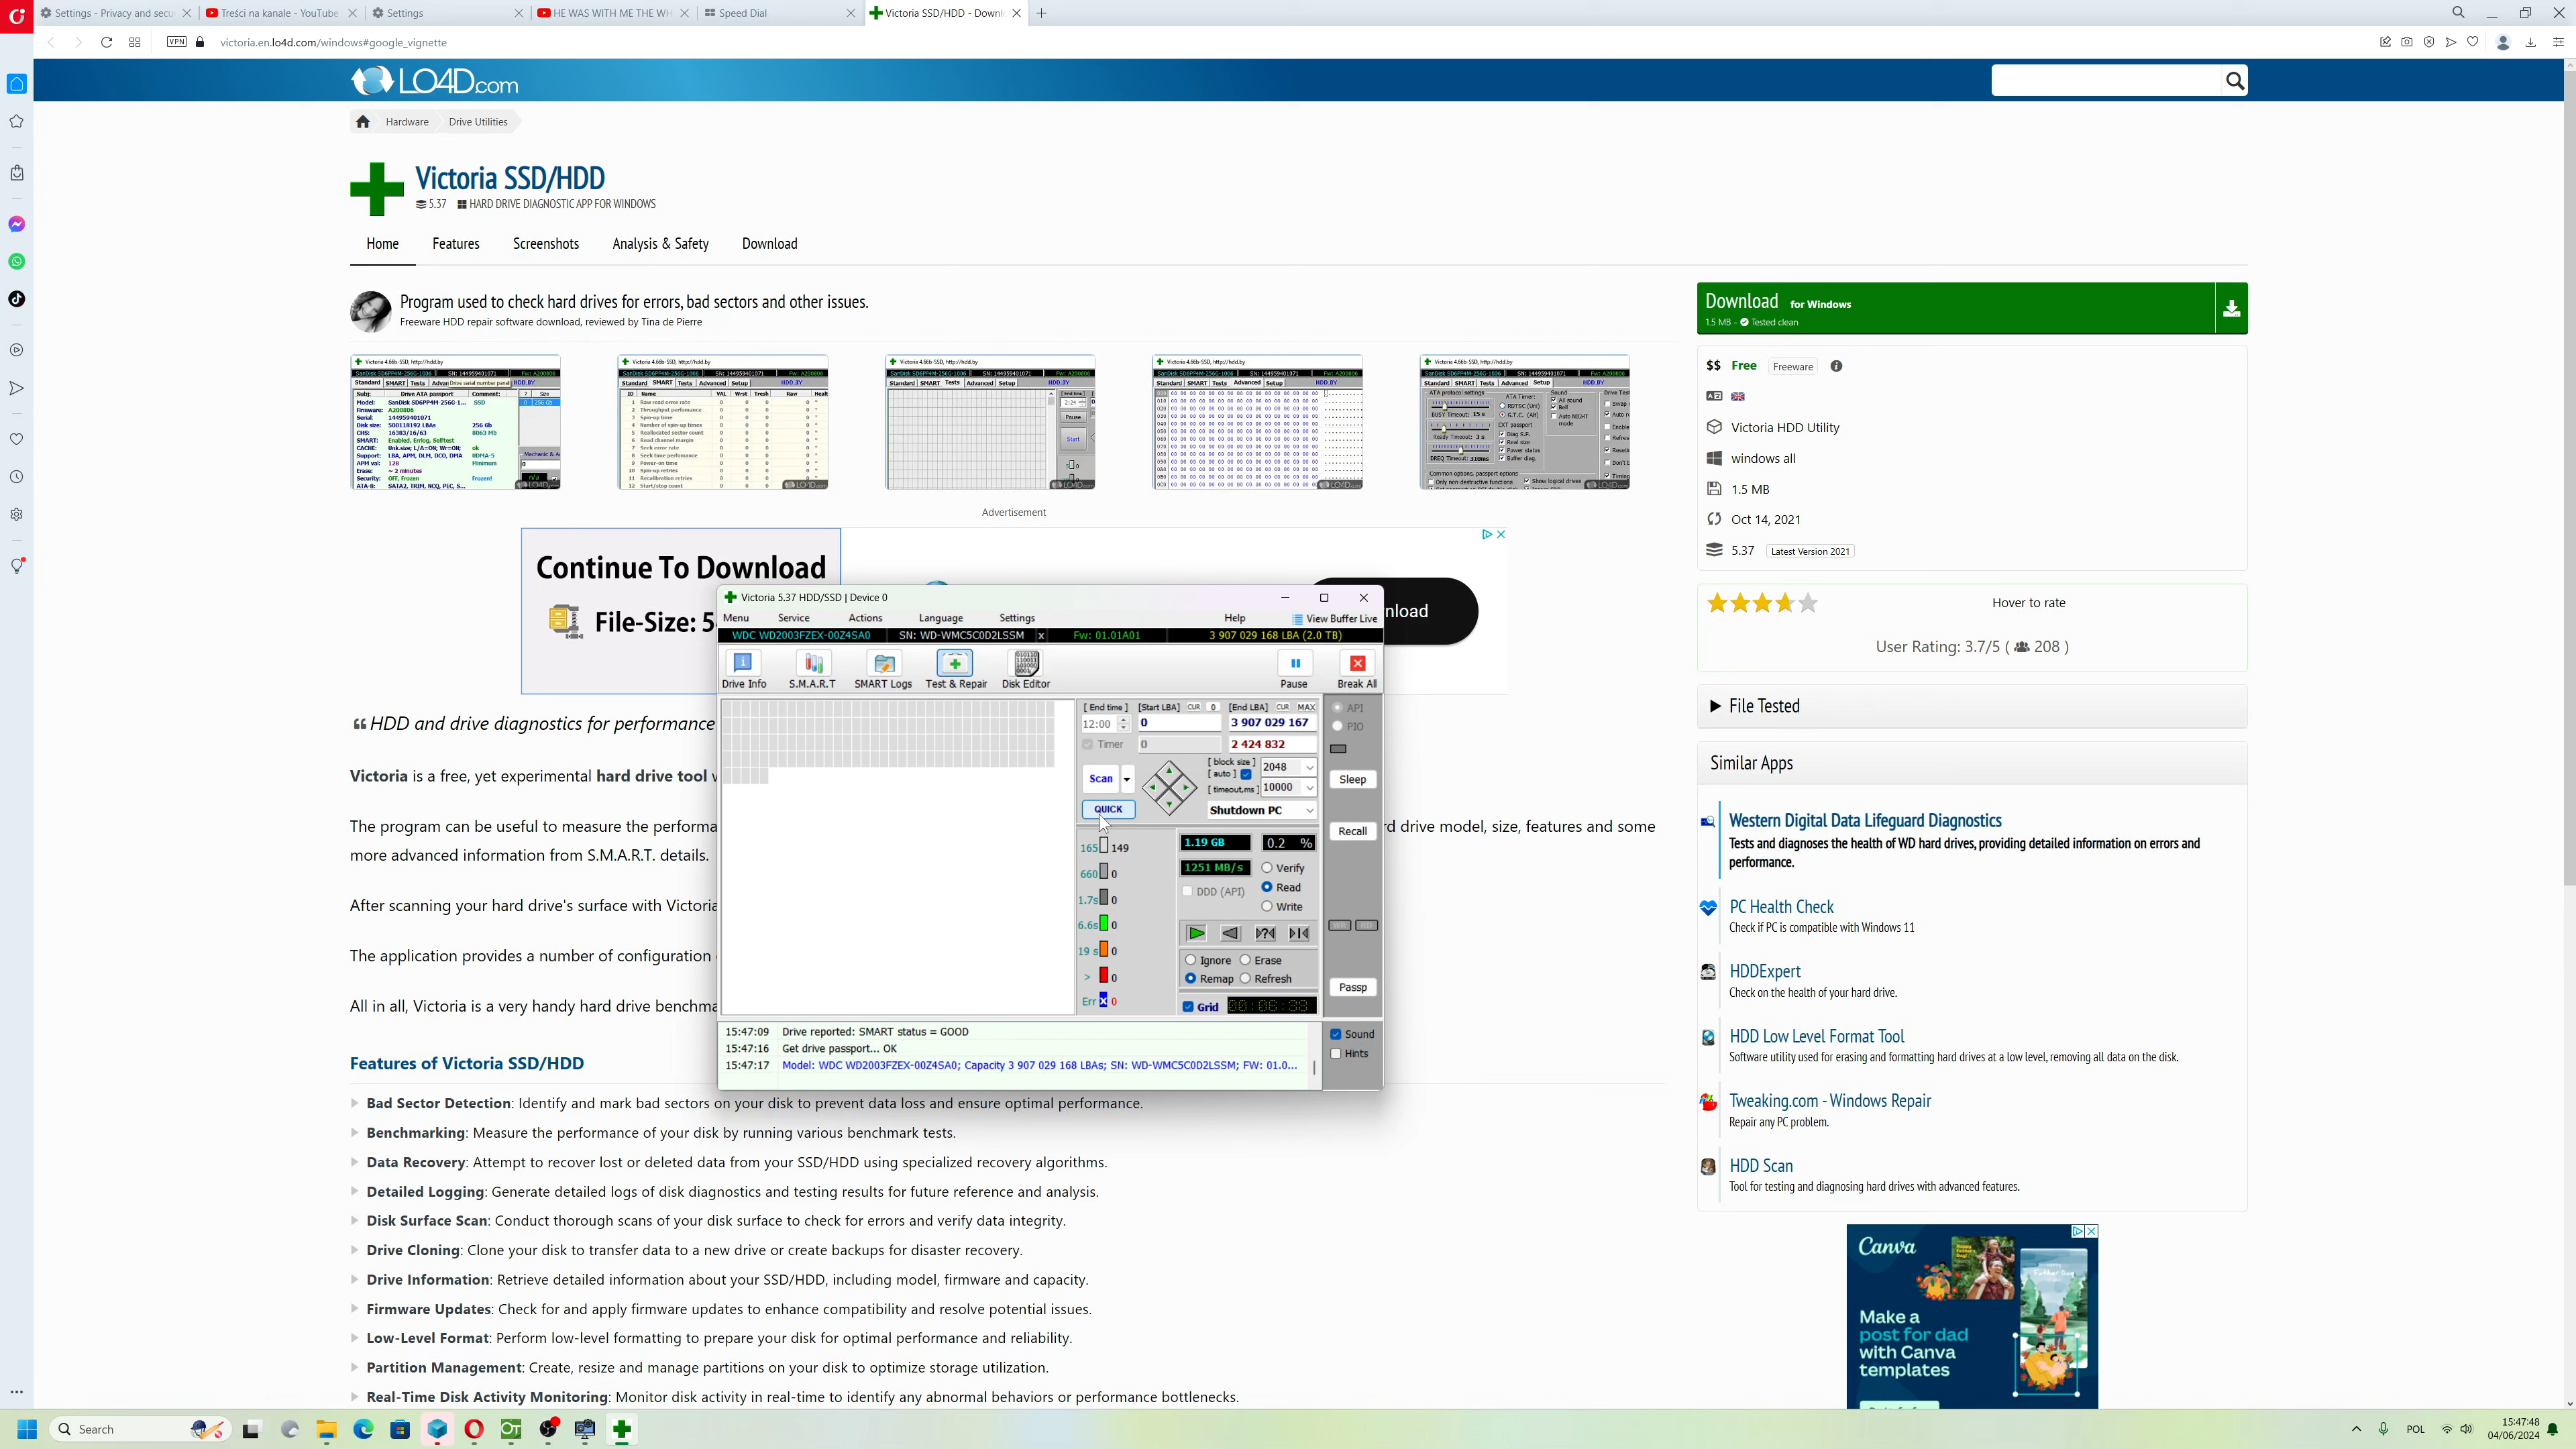 Settings - Privacy and secu
Treści na kanale - YouTube
Settings
HE WAS WITH ME THE WH
Speed Dial
Victoria SSD/HDD - Downl
VPN
victoria.en.lo4d.com/windows#google_vignette
LO4D.com
Hardware
Drive Utilities
Victoria SSD/HDD
5.37 HARD DRIVE DIAGNOSTIC APP FOR WINDOWS
Home Features Screenshots Analysis & Safety Download
Program used to check hard drives for errors, bad sectors and other issues.
Freeware HDD repair software download, reviewed by Tina de Pierre
Advertisement
Continue To Download
File-Size: 5
nload
❝ HDD and drive diagnostics for performance
Victoria is a free, yet experimental hard drive tool
The program can be useful to measure the performa
rd drive model, size, features and some
more advanced information from S.M.A.R.T. details.
After scanning your hard drive's surface with Victoria
The application provides a number of configuration
All in all, Victoria is a very handy hard drive benchma
Features of Victoria SSD/HDD
Bad Sector Detection: Identify and mark bad sectors on your disk to prevent data loss and ensure optimal performance.
Benchmarking: Measure the performance of your disk by running various benchmark tests.
Data Recovery: Attempt to recover lost or deleted data from your SSD/HDD using specialized recovery algorithms.
Detailed Logging: Generate detailed logs of disk diagnostics and testing results for future reference and analysis.
Disk Surface Scan: Conduct thorough scans of your disk surface to check for errors and verify data integrity.
Drive Cloning: Clone your disk to transfer data to a new drive or create backups for disaster recovery.
Drive Information: Retrieve detailed information about your SSD/HDD, including model, firmware and capacity.
Firmware Updates: Check for and apply firmware updates to enhance compatibility and resolve potential issues.
Low-Level Format: Perform low-level formatting to prepare your disk for optimal performance and reliability.
Partition Management: Create, resize and manage partitions on your disk to optimize storage utilization.
Real-Time Disk Activity Monitoring: Monitor disk activity in real-time to identify any abnormal behaviors or performance bottlenecks.
Victoria 5.37 HDD/SSD | Device 0
Menu Service Actions Language Settings Help View Buffer Live
WDC WD2003FZEX-00Z4SA0 SN: WD-WMC5C0D2LSSM x Fw: 01.01A01 3 907 029 168 LBA (2.0 TB)
Drive Info S.M.A.R.T SMART Logs Test & Repair Disk Editor Pause Break All
[ End time ] [Start LBA] CUR 0 [End LBA] CUR MAX
12:00 0 3 907 029 167
Timer 0 2 424 832
API
PIO
[ block size ] 2048
[ auto ]
[ timeout,ms ] 10000
Scan
QUICK
Shutdown PC
Sleep
Recall
165 149
660 0
1.7s 0
6.6s 0
19 s 0
> 0
Err x 0
1.19 GB 0.2 %
1251 MB/s Verify
DDD (API) Read
Write
Ignore Erase
Remap Refresh
Grid 00:06:38
Passp
15:47:09 Drive reported: SMART status = GOOD
15:47:16 Get drive passport... OK
15:47:17 Model: WDC WD2003FZEX-00Z4SA0; Capacity 3 907 029 168 LBAs; SN: WD-WMC5C0D2LSSM; FW: 01.0...
Sound
Hints
Download for Windows
1.5 MB - Tested clean
$$ Free Freeware
Victoria HDD Utility
windows all
1.5 MB
Oct 14, 2021
5.37 Latest Version 2021
Hover to rate
User Rating: 3.7/5 ( 208 )
File Tested
Similar Apps
Western Digital Data Lifeguard Diagnostics
Tests and diagnoses the health of WD hard drives, providing detailed information on errors and
performance.
PC Health Check
Check if PC is compatible with Windows 11
HDDExpert
Check on the health of your hard drive.
HDD Low Level Format Tool
Software utility used for erasing and formatting hard drives at a low level, removing all data on the disk.
Tweaking.com - Windows Repair
Repair any PC problem.
HDD Scan
Tool for testing and diagnosing hard drives with advanced features.
Canva
Make a
post for dad
with Canva
templates
Search
POL
15:47:48
04/06/2024